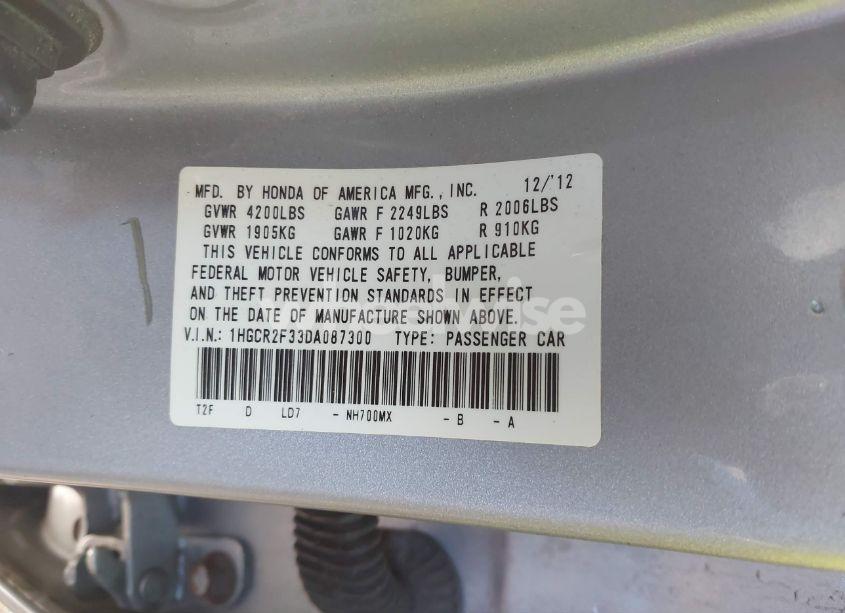 MFD. BY HONDA OF AMERICA MFG., INC. 12/'12
GVWR 4200LBS GAWR F 2249LBS R 2006LBS
GVWR 1905KG GAWR F 1020KG R 910KG
THIS VEHICLE CONFORMS TO ALL APPLICABLE
FEDERAL MOTOR VEHICLE SAFETY, BUMPER,
AND THEFT PREVENTION STANDARDS IN EFFECT
ON THE DATE OF MANUFACTURE SHOWN ABOVE.
V.I.N.: 1HGCR2F33DA087300 TYPE: PASSENGER CAR
T2F D LD7 - NH700MX - B - A